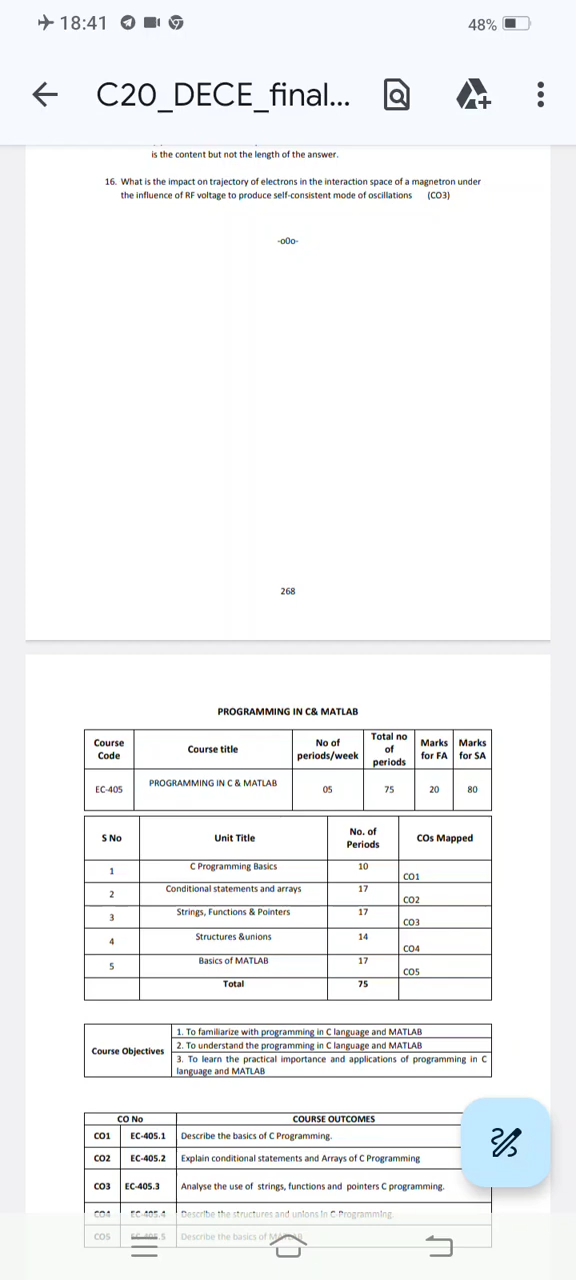 18:41
48%
C20_DECE_final...
is the content but not the length of the answer.
16. What is the impact on trajectory of electrons in the interaction space of a magnetron under
the influence of RF voltage to produce self-consistent mode of oscillations (CO3)
-o0o-
268
PROGRAMMING IN C& MATLAB
Course Code Course title No of periods/week Total no of periods Marks for FA Marks for SA
EC-405 PROGRAMMING IN C & MATLAB 05 75 20 80
S No Unit Title No. of Periods COs Mapped
1 C Programming Basics 10 CO1
2 Conditional statements and arrays 17 CO2
3 Strings, Functions & Pointers 17 CO3
4 Structures &unions 14 CO4
5 Basics of MATLAB 17 CO5
Total 75
Course Objectives
1. To familiarize with programming in C language and MATLAB
2. To understand the programming in C language and MATLAB
3. To learn the practical importance and applications of programming in C
language and MATLAB
CO No COURSE OUTCOMES
CO1 EC-405.1 Describe the basics of C Programming.
CO2 EC-405.2 Explain conditional statements and Arrays of C Programming
CO3 EC-405.3 Analyse the use of strings, functions and pointers C programming.
CO4 EC-405.4 Describe the structures and unions in C Programming.
CO5 Describe the basics of